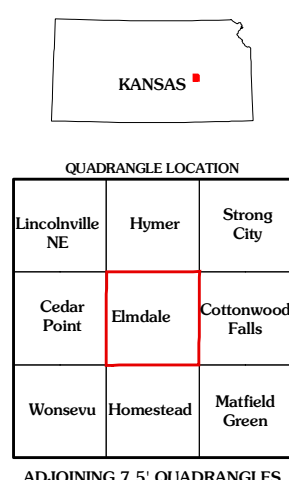 KANSAS
QUADRANGLE LOCATION
Lincolnville Hymer Strong
NE City
Cedar Elmdale Cottonwood
Point Falls
Wonsevu Homestead Matfield
Green
ADJOINING 7.5' QUADRANGLES